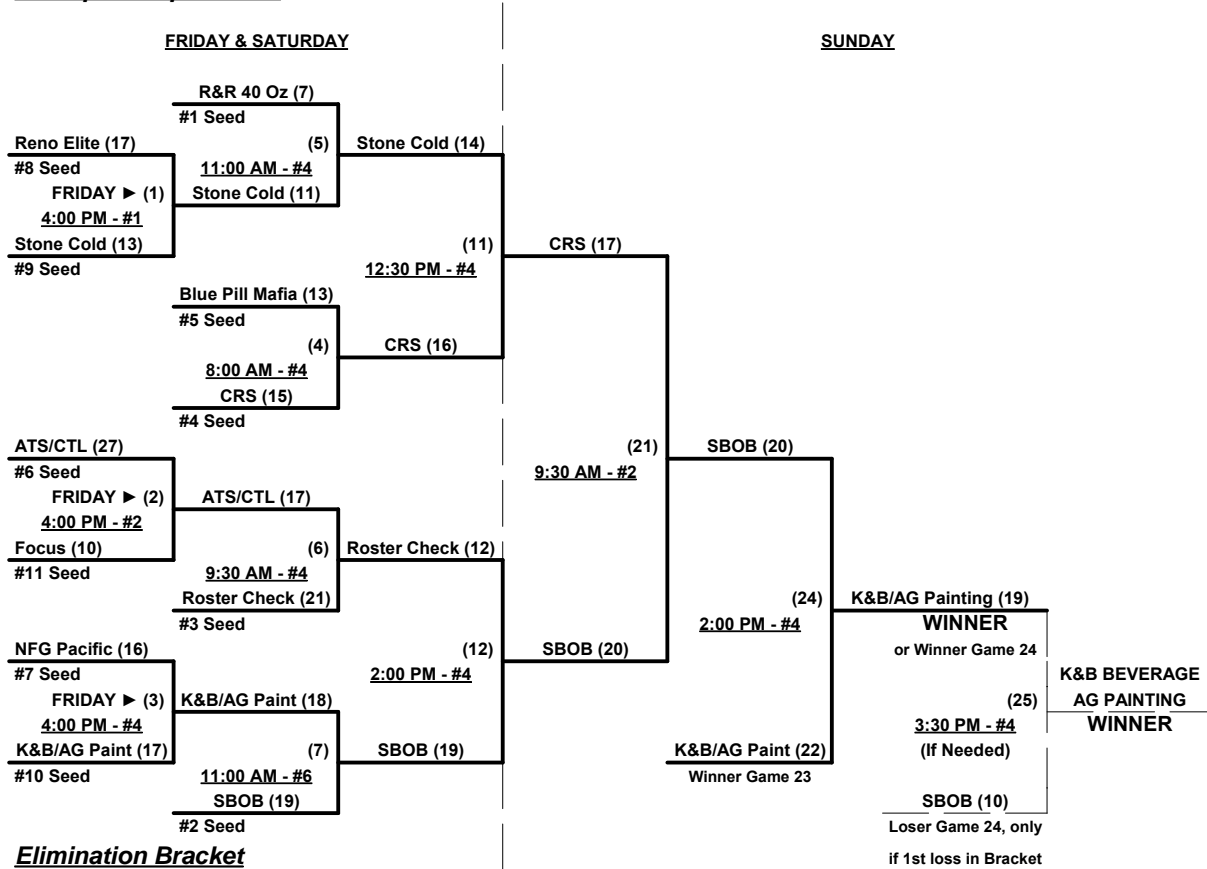 FRIDAY & SATURDAY
SUNDAY
R&R 40 Oz (7)
#1 Seed
Reno Elite (17)
(5)
Stone Cold (14)
#8 Seed
11:00 AM - #4
FRIDAY ► (1)
Stone Cold (11)
4:00 PM - #1
Stone Cold (13)
(11)
CRS (17)
#9 Seed
12:30 PM - #4
Blue Pill Mafia (13)
#5 Seed
(4)
CRS (16)
8:00 AM - #4
CRS (15)
#4 Seed
ATS/CTL (27)
(21)
SBOB (20)
#6 Seed
9:30 AM - #2
FRIDAY ► (2)
ATS/CTL (17)
4:00 PM - #2
Focus (10)
(6)
Roster Check (12)
#11 Seed
9:30 AM - #4
Roster Check (21)
(24)
K&B/AG Painting (19)
#3 Seed
2:00 PM - #4
WINNER
NFG Pacific (16)
(12)
SBOB (20)
or Winner Game 24
#7 Seed
2:00 PM - #4
K&B BEVERAGE
FRIDAY ► (3)
K&B/AG Paint (18)
(25)
AG PAINTING
4:00 PM - #4
3:30 PM - #4
WINNER
K&B/AG Paint (17)
(7)
SBOB (19)
K&B/AG Paint (22)
(If Needed)
#10 Seed
11:00 AM - #6
Winner Game 23
SBOB (19)
SBOB (10)
#2 Seed
Loser Game 24, only
Elimination Bracket
if 1st loss in Bracket